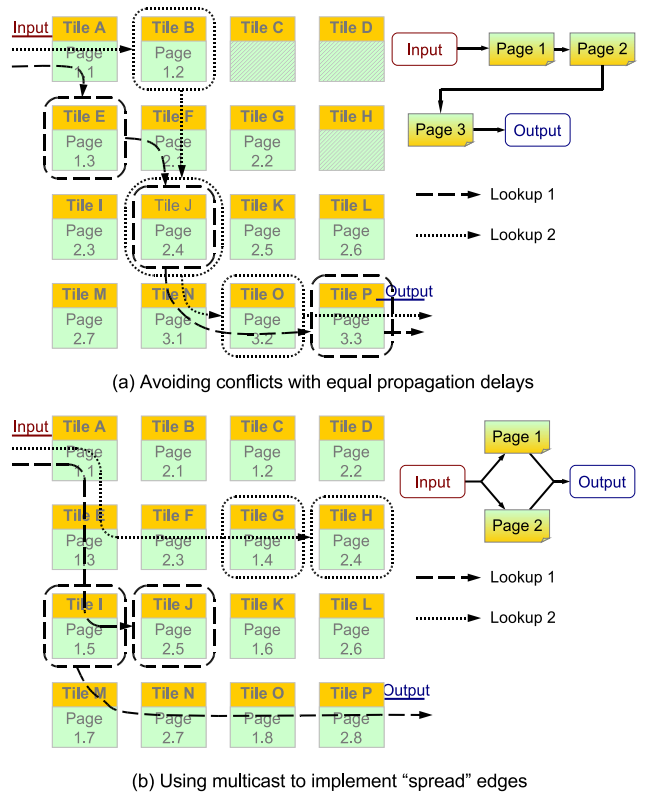 Input
Tile A
Tile B
Tile C
Tile D
Page 1.1
Page 1.2
Tile E
Tile F
Tile G
Tile H
Page 1.3
Page 2.1
Page 2.2
Tile I
Tile J
Tile K
Tile L
Page 2.3
Page 2.4
Page 2.5
Page 2.6
Tile M
Tile N
Tile O
Tile P
Output
Page 2.7
Page 3.1
Page 3.2
Page 3.3
Input
Page 1
Page 2
Page 3
Output
Lookup 1
Lookup 2
(a) Avoiding conflicts with equal propagation delays
Input
Tile A
Tile B
Tile C
Tile D
Page 1.1
Page 2.1
Page 1.2
Page 2.2
Tile E
Tile F
Tile G
Tile H
Page 1.3
Page 2.3
Page 1.4
Page 2.4
Tile I
Tile J
Tile K
Tile L
Page 1.5
Page 2.5
Page 1.6
Page 2.6
Tile M
Tile N
Tile O
Tile P
Output
Page 1.7
Page 2.7
Page 1.8
Page 2.8
Page 1
Input
Output
Page 2
Lookup 1
Lookup 2
(b) Using multicast to implement “spread” edges